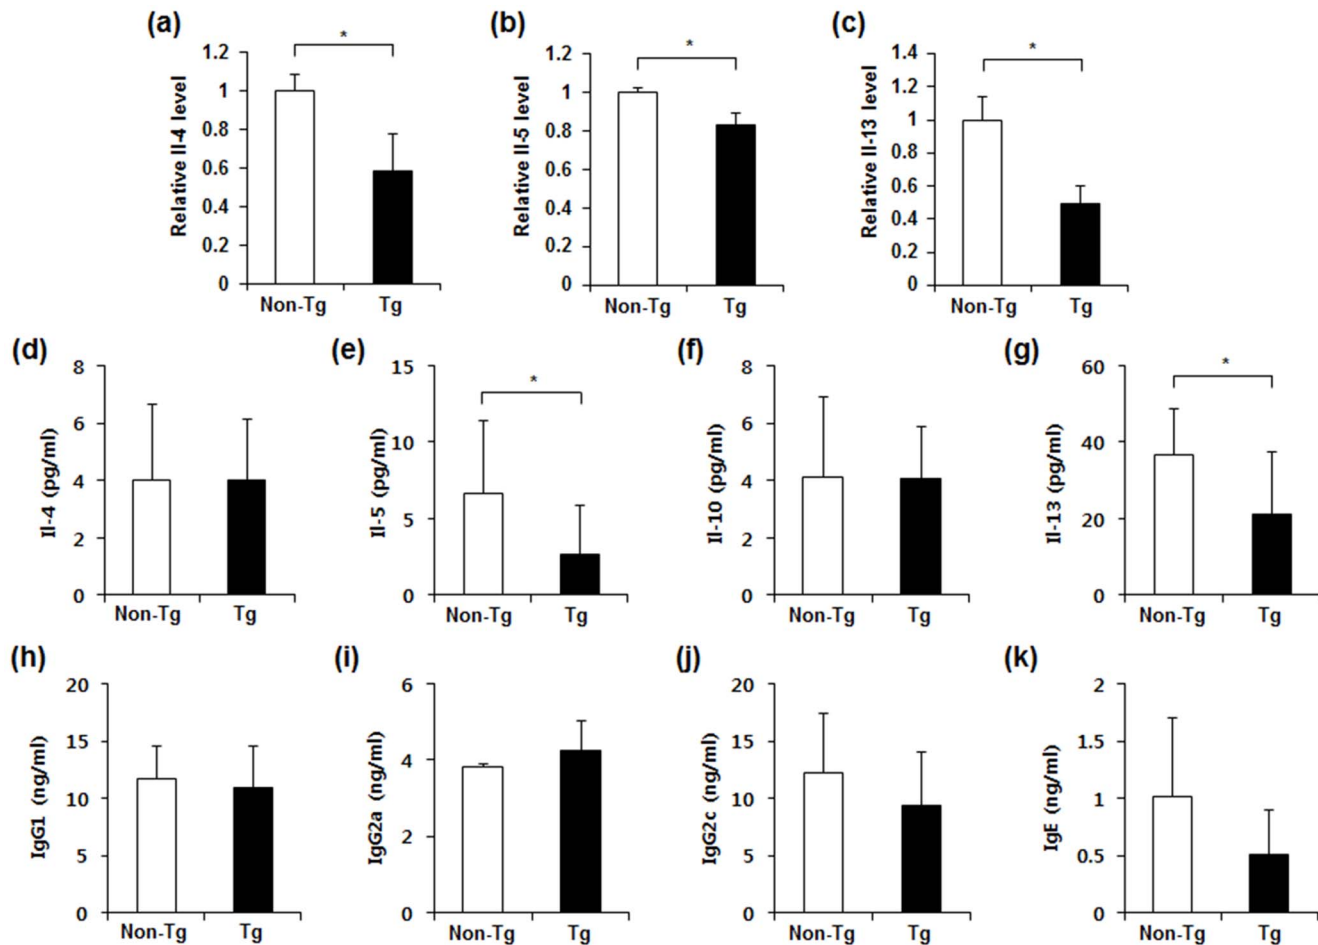 (a)
Relative Il-4 level
1.2
1
0.8
0.6
0.4
0.2
0
*
Non-Tg Tg
(b)
Relative Il-5 level
1.2
1
0.8
0.6
0.4
0.2
0
*
Non-Tg Tg
(c)
Relative Il-13 level
1.4
1.2
1
0.8
0.6
0.4
0.2
0
*
Non-Tg Tg
(d)
Il-4 (pg/ml)
8
6
4
2
0
Non-Tg Tg
(e)
Il-5 (pg/ml)
15
10
5
0
*
Non-Tg Tg
(f)
Il-10 (pg/ml)
8
6
4
2
0
Non-Tg Tg
(g)
Il-13 (pg/ml)
60
40
20
0
*
Non-Tg Tg
(h)
IgG1 (ng/ml)
20
15
10
5
0
Non-Tg Tg
(i)
IgG2a (ng/ml)
6
4
2
0
Non-Tg Tg
(j)
IgG2c (ng/ml)
20
15
10
5
0
Non-Tg Tg
(k)
IgE (ng/ml)
2
1.5
1
0.5
0
Non-Tg Tg